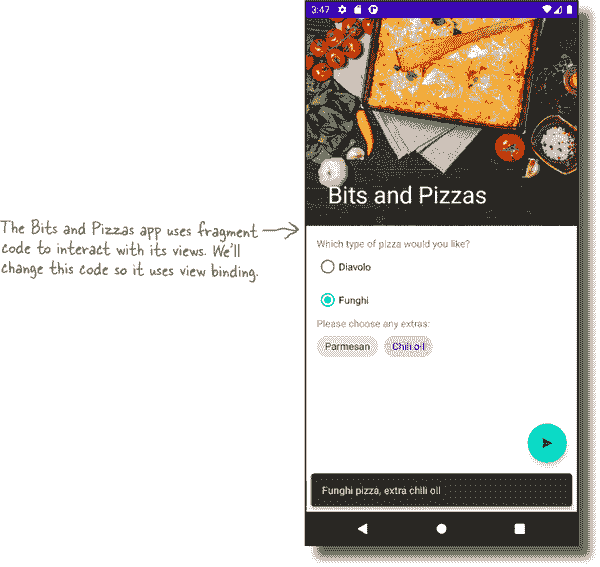 3:47
Bits and Pizzas
The Bits and Pizzas app uses fragment
code to interact with its views. We'll
change this code so it uses view binding.
Which type of pizza would you like?
Diavolo
Funghi
Please choose any extras:
Parmesan
Chili oil
Funghi pizza, extra chili oil